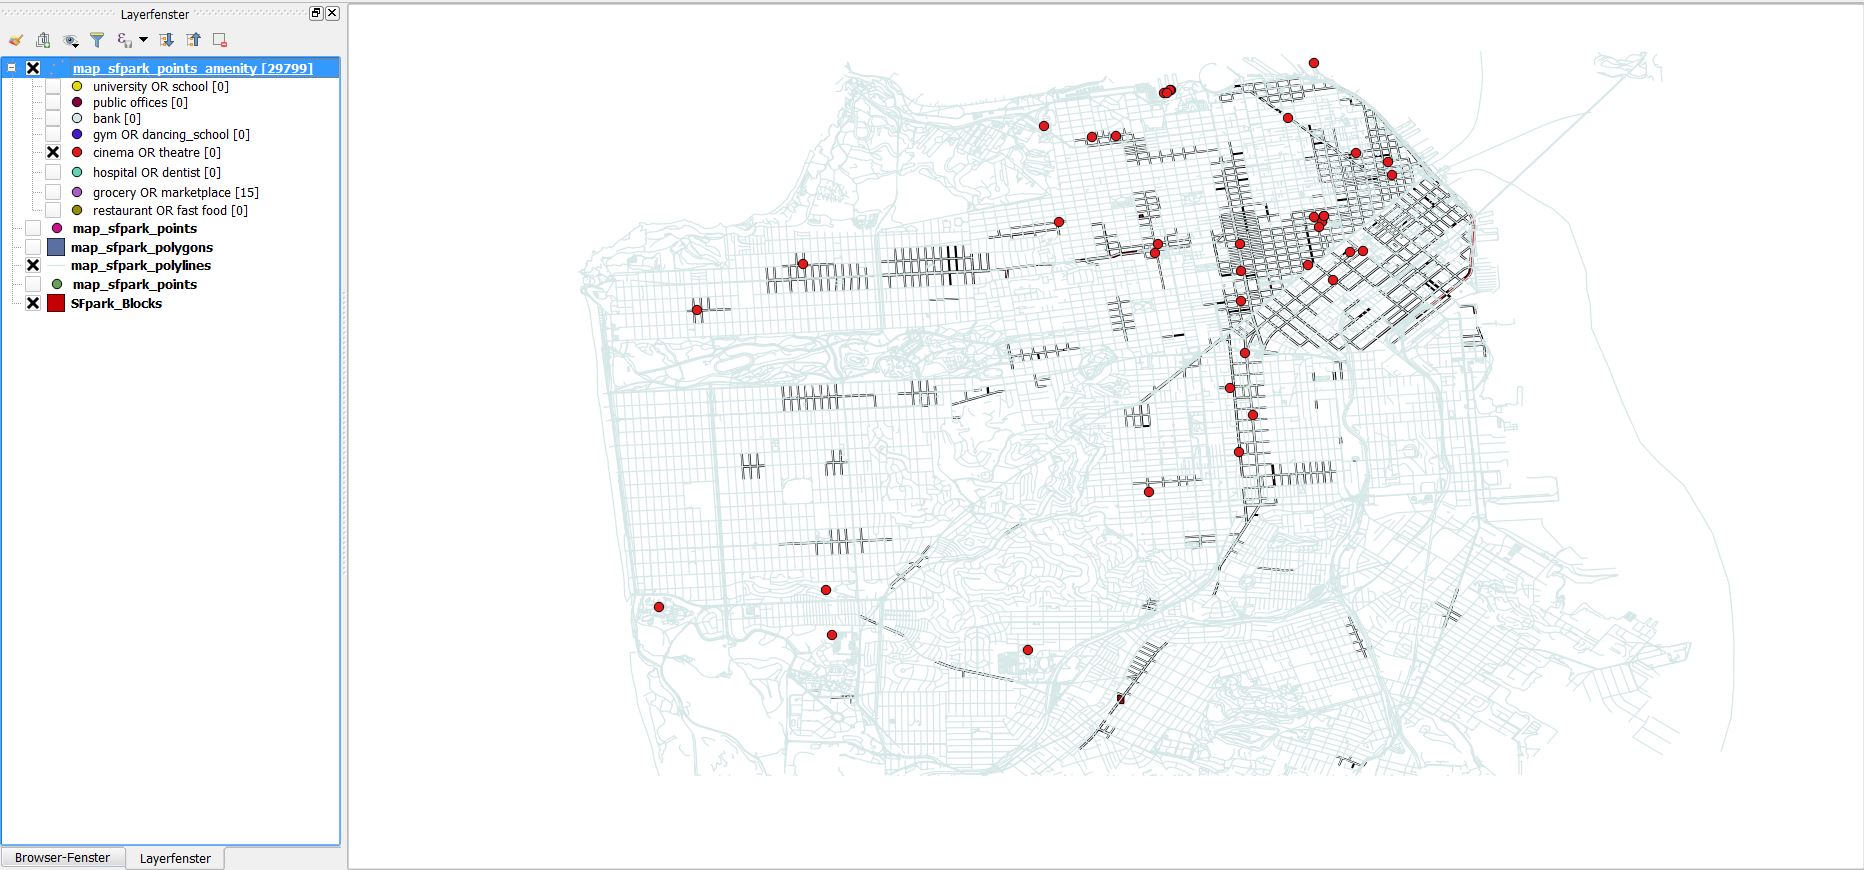 Layerfenster
map_sfpark_points_amenity [29799]
university OR school [0]
public offices [0]
bank [0]
gym OR dancing_school [0]
cinema OR theatre [0]
hospital OR dentist [0]
grocery OR marketplace [15]
restaurant OR fast food [0]
map_sfpark_points
map_sfpark_polygons
map_sfpark_polylines
map_sfpark_points
SFpark_Blocks
Browser-Fenster
Layerfenster